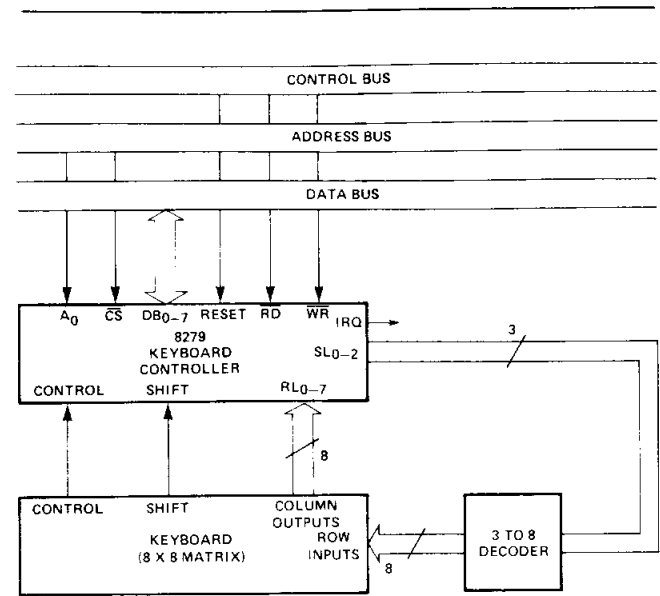 CONTROL BUS
ADDRESS BUS
DATA BUS
A0 CS DB0-7 RESET RD WR
IRQ
8279
KEYBOARD
CONTROLLER
SL0-2
3
CONTROL SHIFT RL0-7
8
CONTROL SHIFT COLUMN
OUTPUTS
KEYBOARD
(8 X 8 MATRIX)
ROW
INPUTS
8
3 TO 8
DECODER